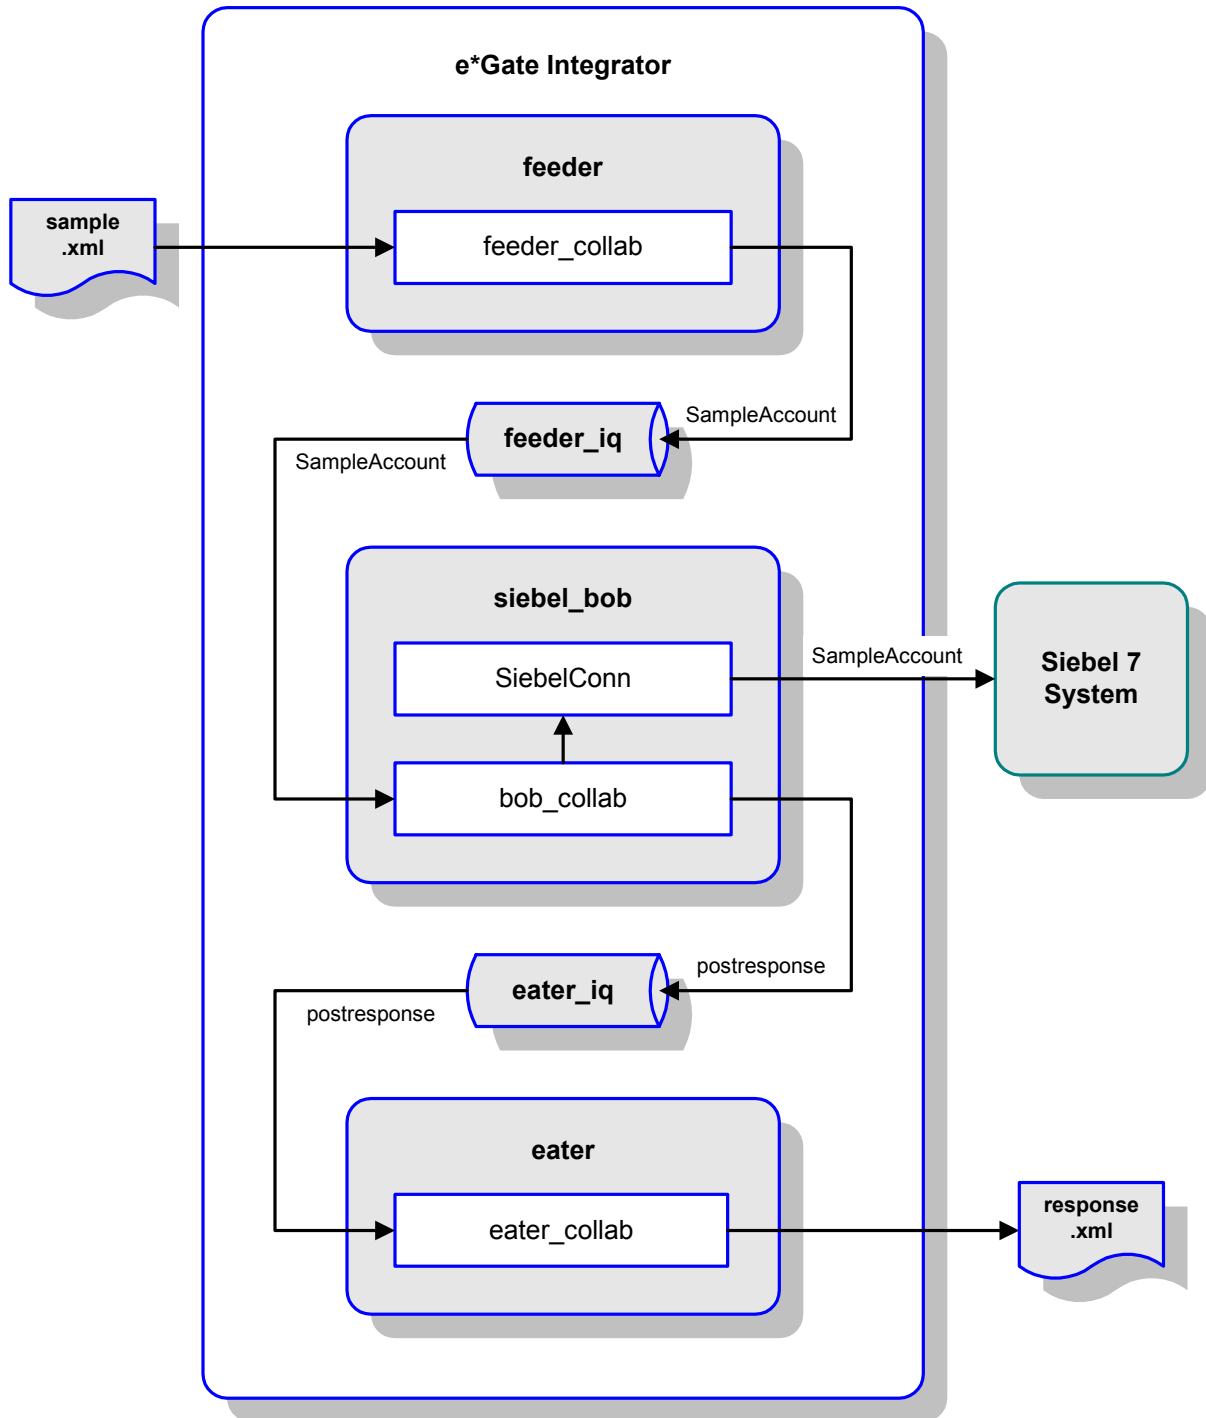 e*Gate Integrator
feeder
sample
.xml
feeder_collab
SampleAccount
feeder_iq
SampleAccount
siebel_bob
SampleAccount
SiebelConn
Siebel 7
System
bob_collab
postresponse
eater_iq
postresponse
eater
eater_collab
response
.xml